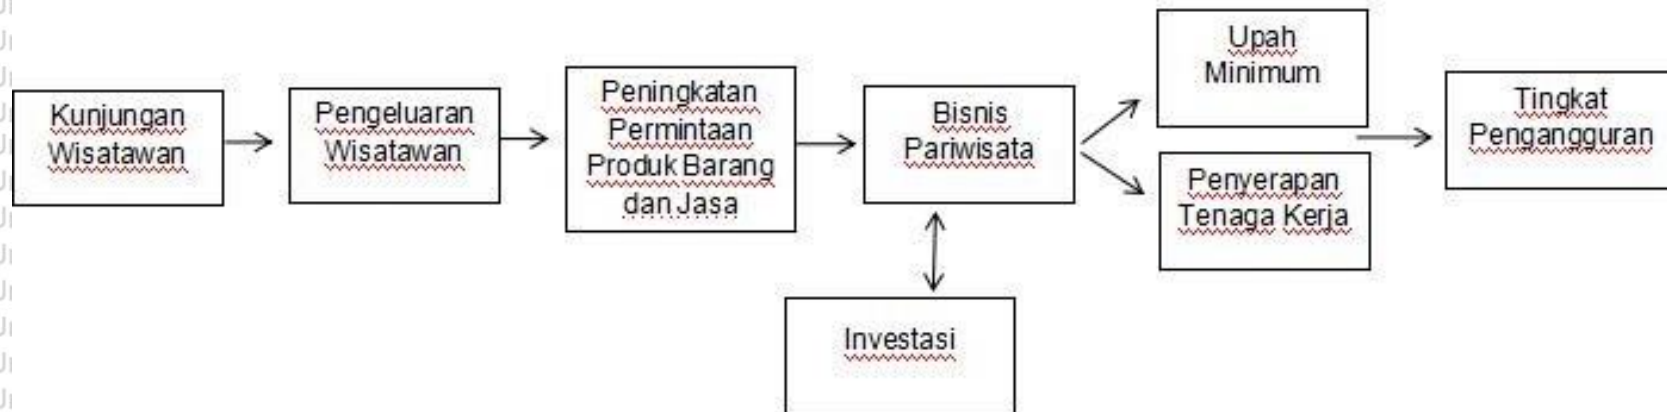 Kunjungan
Wisatawan
Pengeluaran
Wisatawan
Peningkatan
Permintaan
Produk Barang
dan Jasa
Bisnis
Pariwisata
Investasi
Upah
Minimum
Penyerapan
Tenaga Kerja
Tingkat
Pengangguran